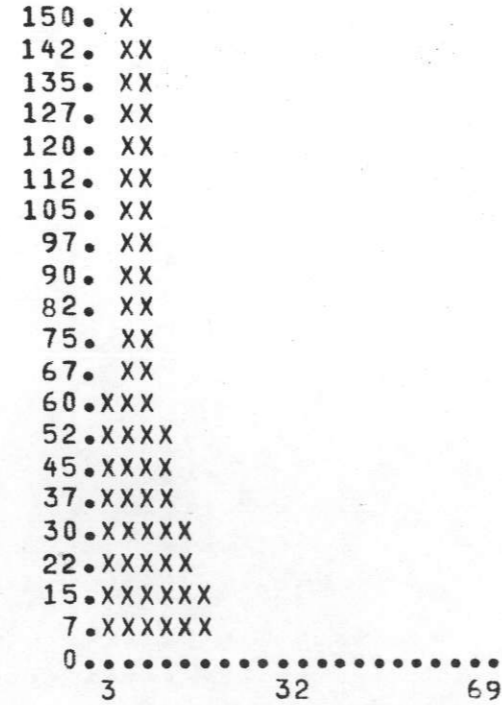 150. X
142. XX
135. XX
127. XX
120. XX
112. XX
105. XX
97. XX
90. XX
82. XX
75. XX
67. XX
60.XXX
52.XXXX
45.XXXX
37.XXXX
30.XXXXX
22.XXXXX
15.XXXXXX
7.XXXXXX
0......................
3 32 69